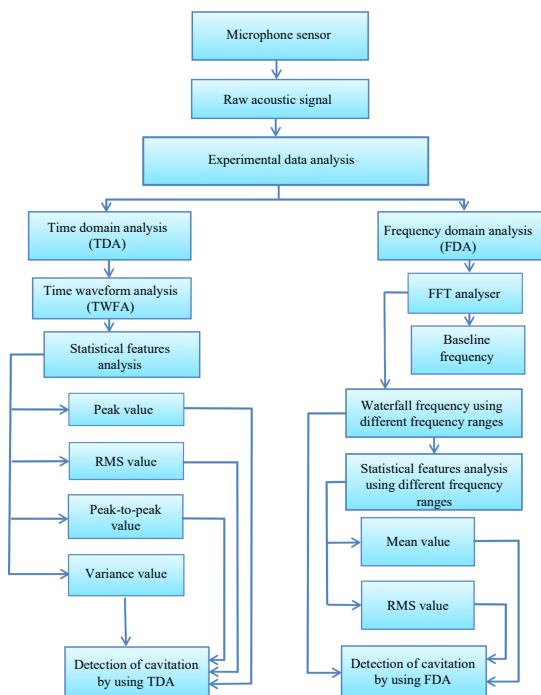 Microphone sensor
Raw acoustic signal
Experimental data analysis
Time domain analysis
(TDA)
Time waveform analysis
(TWFA)
Statistical features
analysis
Peak value
RMS value
Peak-to-peak
value
Variance value
Detection of cavitation
by using TDA
Frequency domain analysis
(FDA)
FFT analyser
Baseline
frequency
Waterfall frequency using
different frequency ranges
Statistical features analysis
using different frequency
ranges
Mean value
RMS value
Detection of cavitation
by using FDA